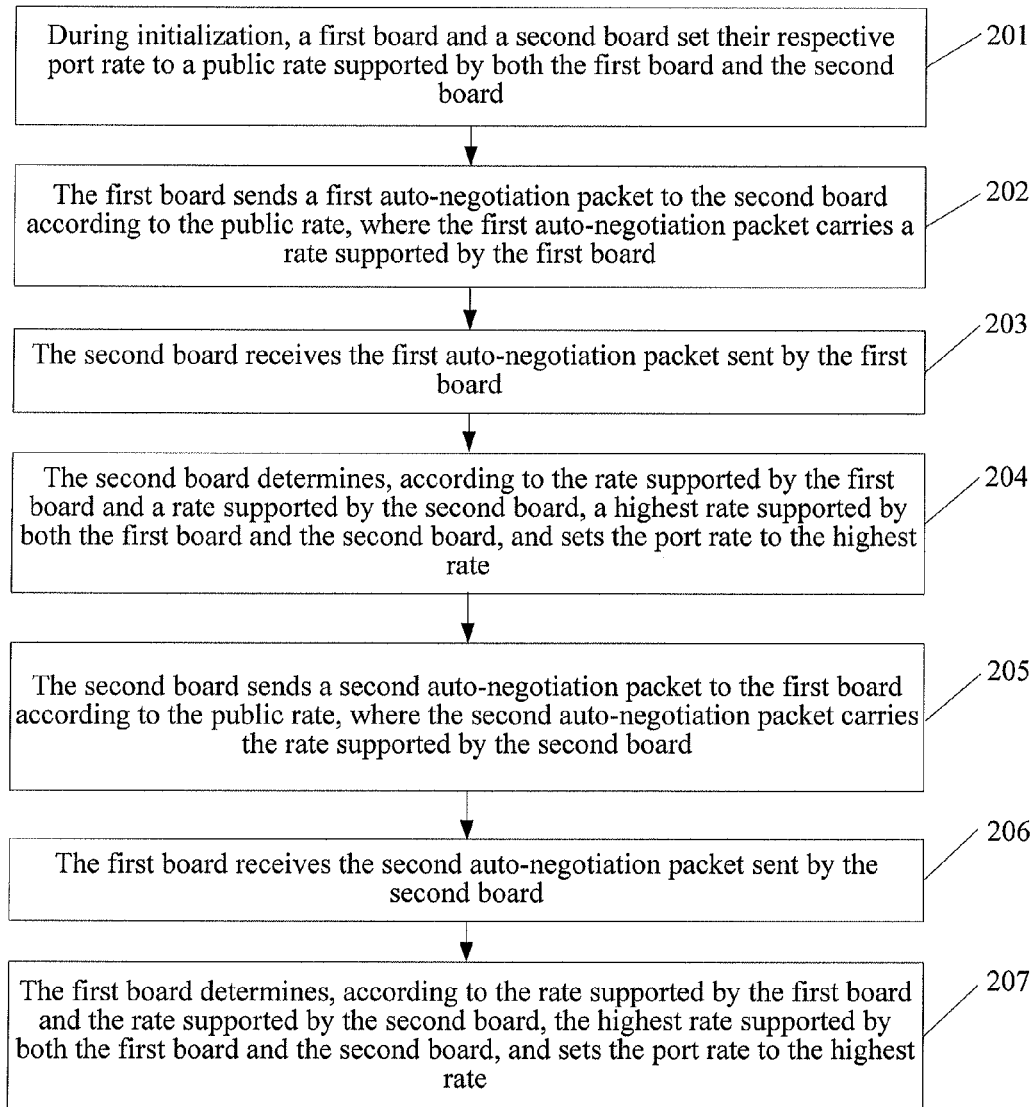 During initialization, a first board and a second board set their respective
port rate to a public rate supported by both the first board and the second
board
201
The first board sends a first auto-negotiation packet to the second board
according to the public rate, where the first auto-negotiation packet carries a
rate supported by the first board
202
The second board receives the first auto-negotiation packet sent by the first
board
203
The second board determines, according to the rate supported by the first
board and a rate supported by the second board, a highest rate supported by
both the first board and the second board, and sets the port rate to the highest
rate
204
The second board sends a second auto-negotiation packet to the first board
according to the public rate, where the second auto-negotiation packet carries
the rate supported by the second board
205
The first board receives the second auto-negotiation packet sent by the
second board
206
The first board determines, according to the rate supported by the first board
and the rate supported by the second board, the highest rate supported by
both the first board and the second board, and sets the port rate to the highest
rate
207